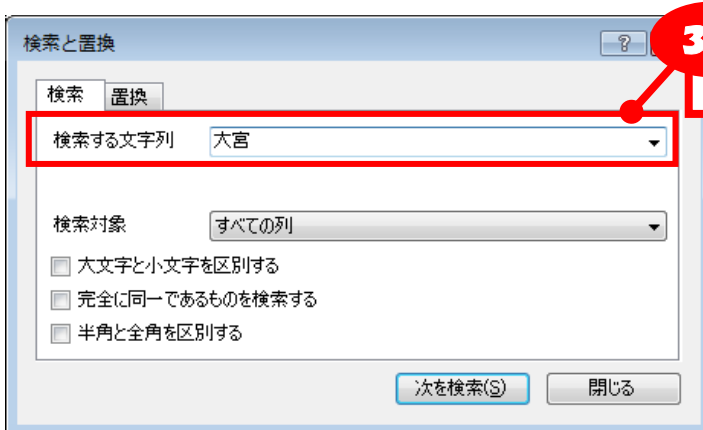 検索と置換
?
3
検索 置換
検索する文字列 大宮
検索対象 すべての列
大文字と小文字を区別する
完全に同一であるものを検索する
半角と全角を区別する
次を検索(S) 閉じる